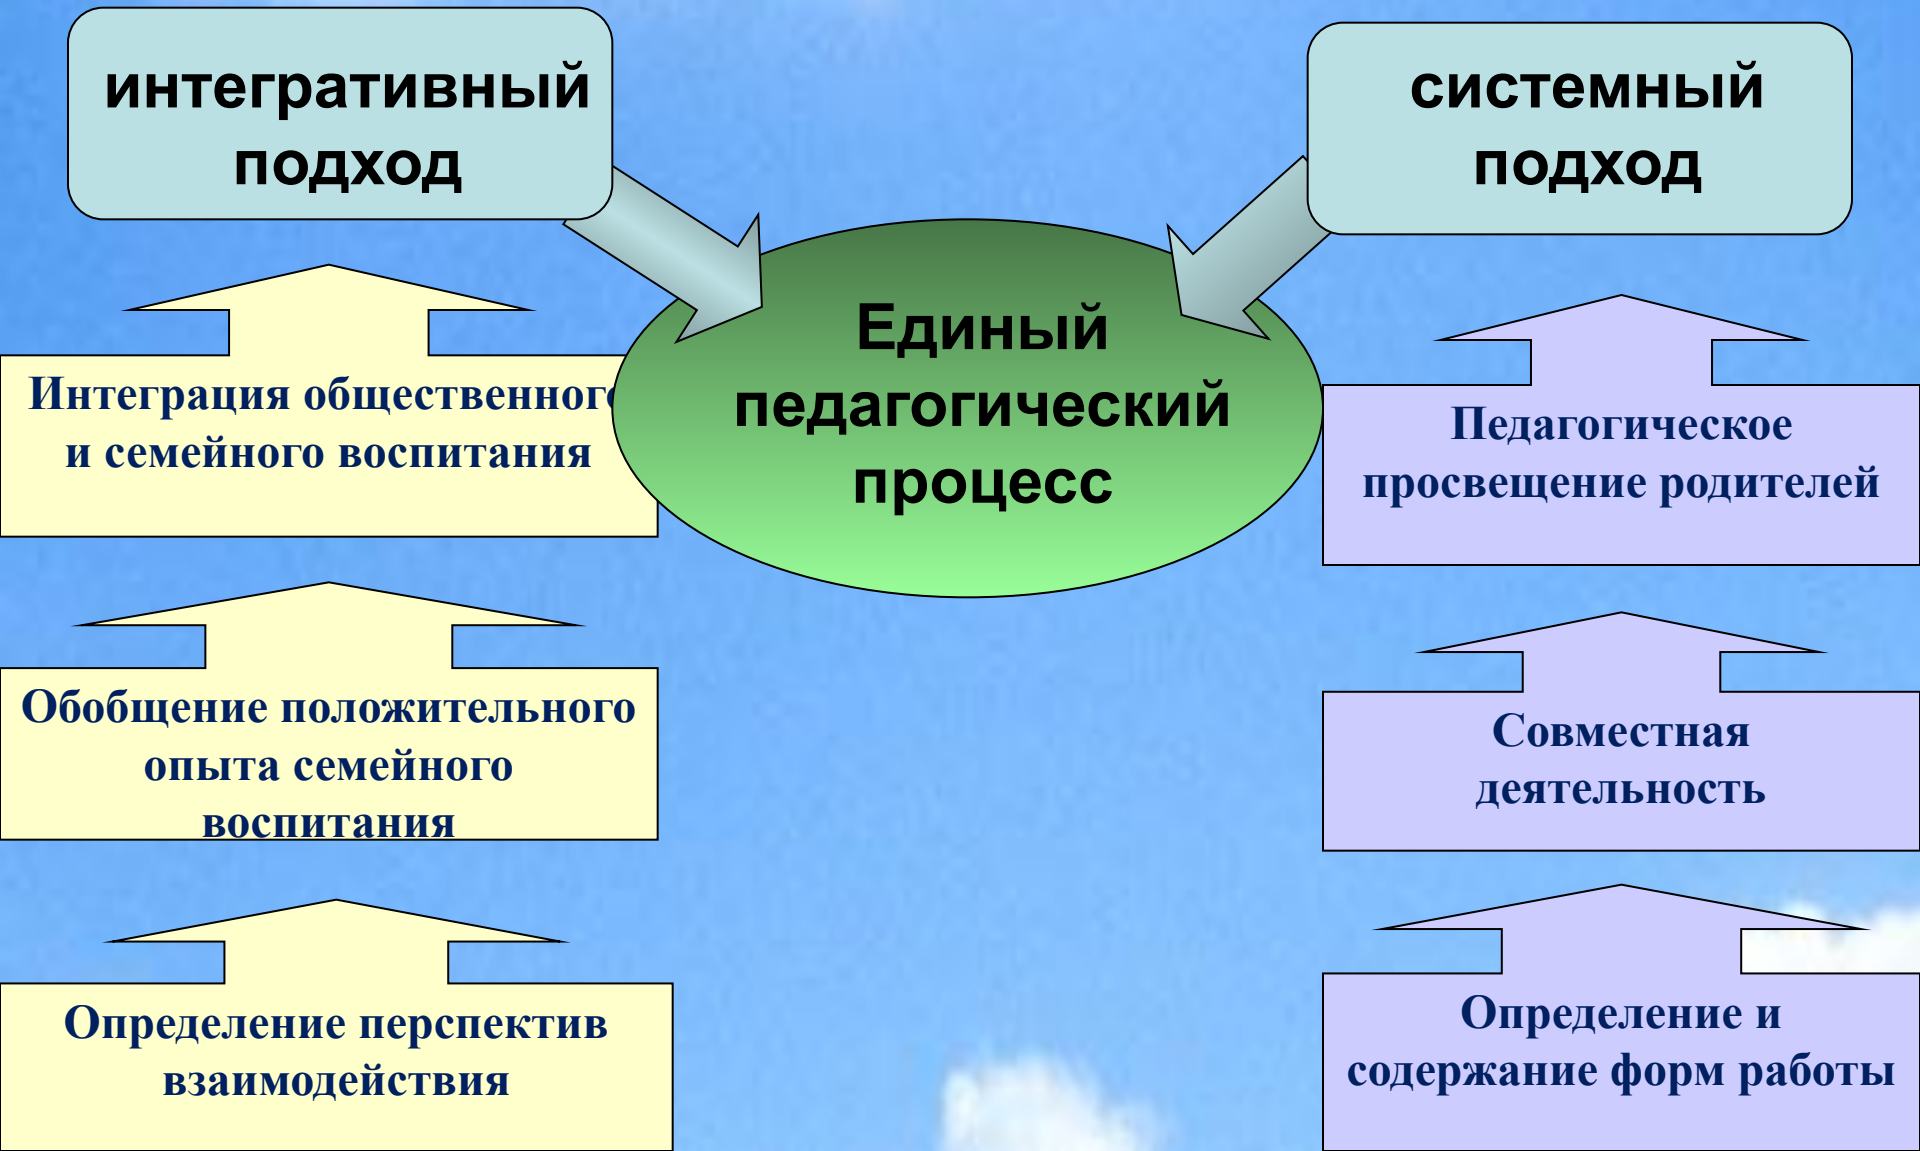 интегративный
подход
системный
подход
Единый
педагогический
процесс
Интеграция общественного
и семейного воспитания
Обобщение положительного
опыта семейного
воспитания
Определение перспектив
взаимодействия
Педагогическое
просвещение родителей
Совместная
деятельность
Определение и
содержание форм работы